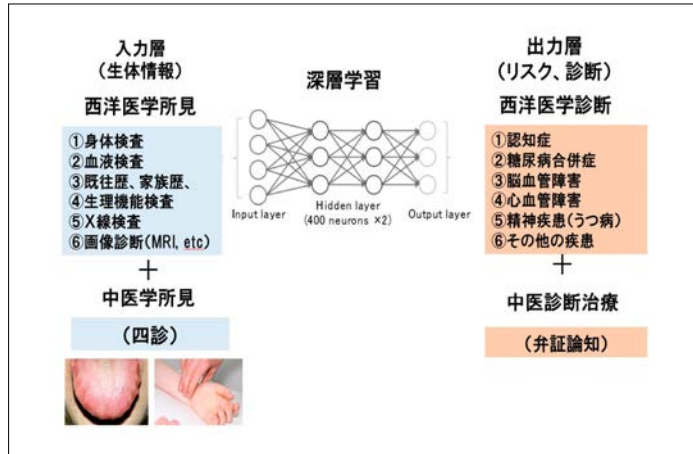 入力層
（生体情報）
西洋医学所見
①身体検査
②血液検査
③既往歴、家族歴、
④生理機能検査
⑤X線検査
⑥画像診断（MRI, etc）
＋
中医学所見
（四診）
深層学習
Input layer
Hidden layer
(400 neurons ×2)
Output layer
出力層
（リスク、診断）
西洋医学診断
①認知症
②糖尿病合併症
③脳血管障害
④心血管障害
⑤精神疾患（うつ病）
⑥その他の疾患
＋
中医診断治療
（弁証論知）